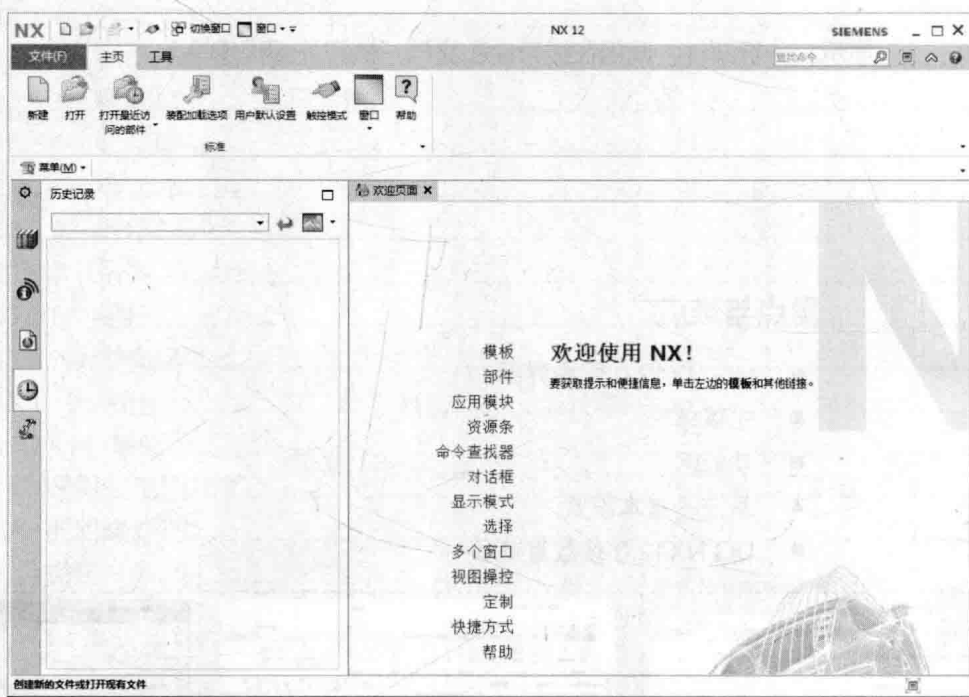 NX 切换窗口 窗口 NX 12 SIEMENS
文件(F) 主页 工具 查找命令
新建 打开 打开最近访问的部件 装配加载选项 用户默认设置 触控模式 窗口 帮助
标准
菜单(M)
历史记录 欢迎页面
N
模板
部件
应用模块
资源条
命令查找器
对话框
显示模式
选择
多个窗口
视图操控
定制
快捷方式
帮助
欢迎使用 NX!
要获取提示和便捷信息，单击左边的模板和其他链接。
创建新的文件或打开现有文件